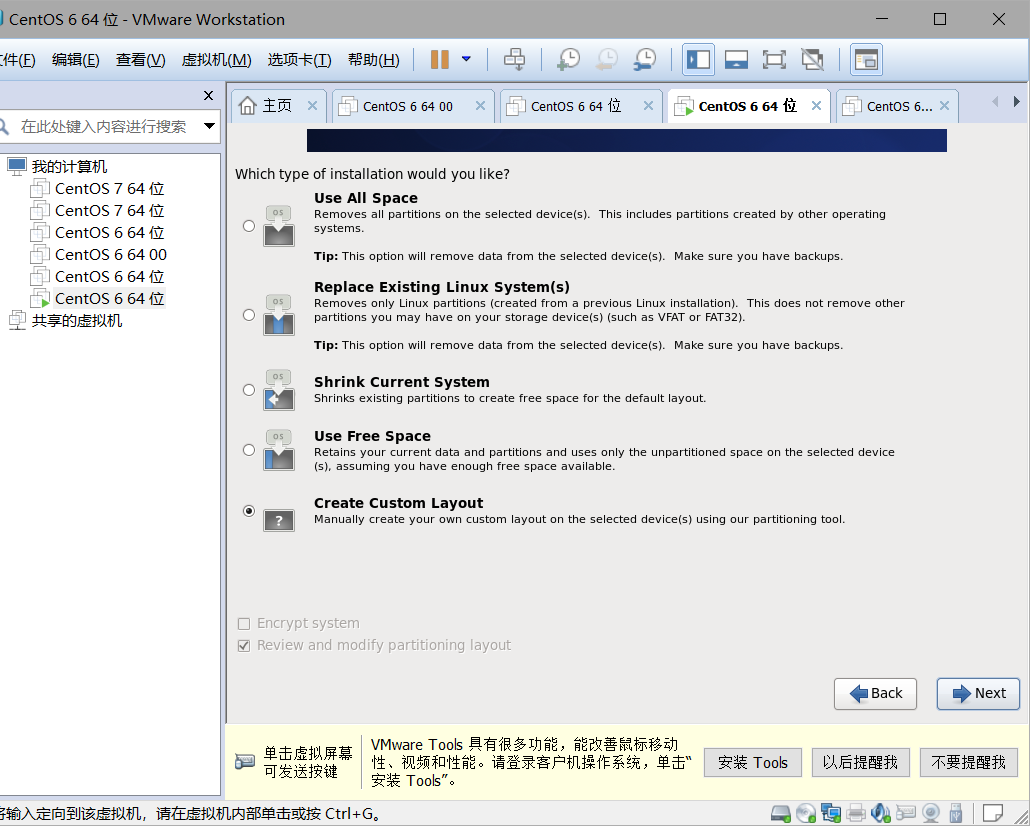 CentOS 6 64 位 - VMware Workstation
件(F) 编辑(E) 查看(V) 虚拟机(M) 选项卡(T) 帮助(H)
在此处键入内容进行搜索
我的计算机
CentOS 7 64 位
CentOS 7 64 位
CentOS 6 64 位
CentOS 6 64 00
CentOS 6 64 位
CentOS 6 64 位
共享的虚拟机
主页 CentOS 6 64 00 CentOS 6 64 位 CentOS 6 64 位 CentOS 6...
Which type of installation would you like?
Use All Space
Removes all partitions on the selected device(s). This includes partitions created by other operating
systems.
Tip: This option will remove data from the selected device(s). Make sure you have backups.
OS
Replace Existing Linux System(s)
Removes only Linux partitions (created from a previous Linux installation). This does not remove other
partitions you may have on your storage device(s) (such as VFAT or FAT32).
Tip: This option will remove data from the selected device(s). Make sure you have backups.
OS
Shrink Current System
Shrinks existing partitions to create free space for the default layout.
OS
Use Free Space
Retains your current data and partitions and uses only the unpartitioned space on the selected device
(s), assuming you have enough free space available.
OS
Create Custom Layout
Manually create your own custom layout on the selected device(s) using our partitioning tool.
?
Encrypt system
Review and modify partitioning layout
Back Next
单击虚拟屏幕
可发送按键
VMware Tools 具有很多功能，能改善鼠标移动
性、视频和性能。请登录客户机操作系统，单击“
安装 Tools”。
安装 Tools 以后提醒我 不要提醒我
输入定向到该虚拟机，请在虚拟机内部单击或按 Ctrl+G。